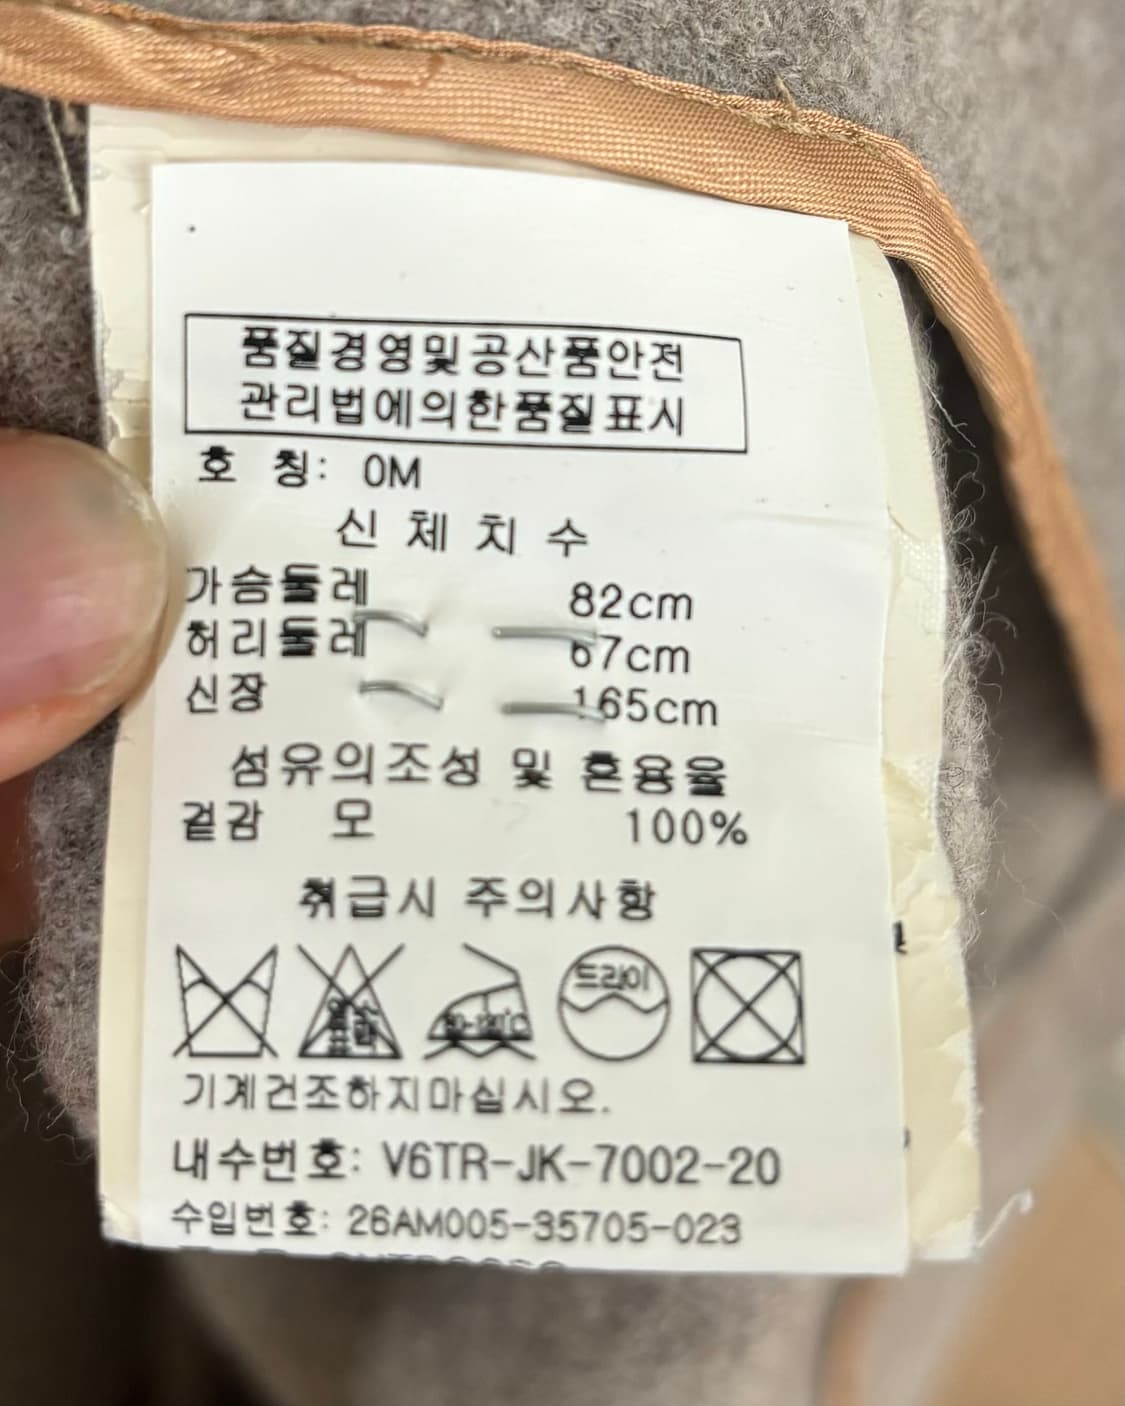 품질경영및공산품안전
관리법에의한품질표시
호 칭: 0M
신 체 치 수
가슴둘레 82cm
허리둘레 67cm
신장 165cm
섬유의조성 및 혼용율
겉감 모 100%
취급시 주의사항
드라이
기계건조하지마십시오.
내수번호: V6TR-JK-7002-20
수입번호: 26AM005-35705-023